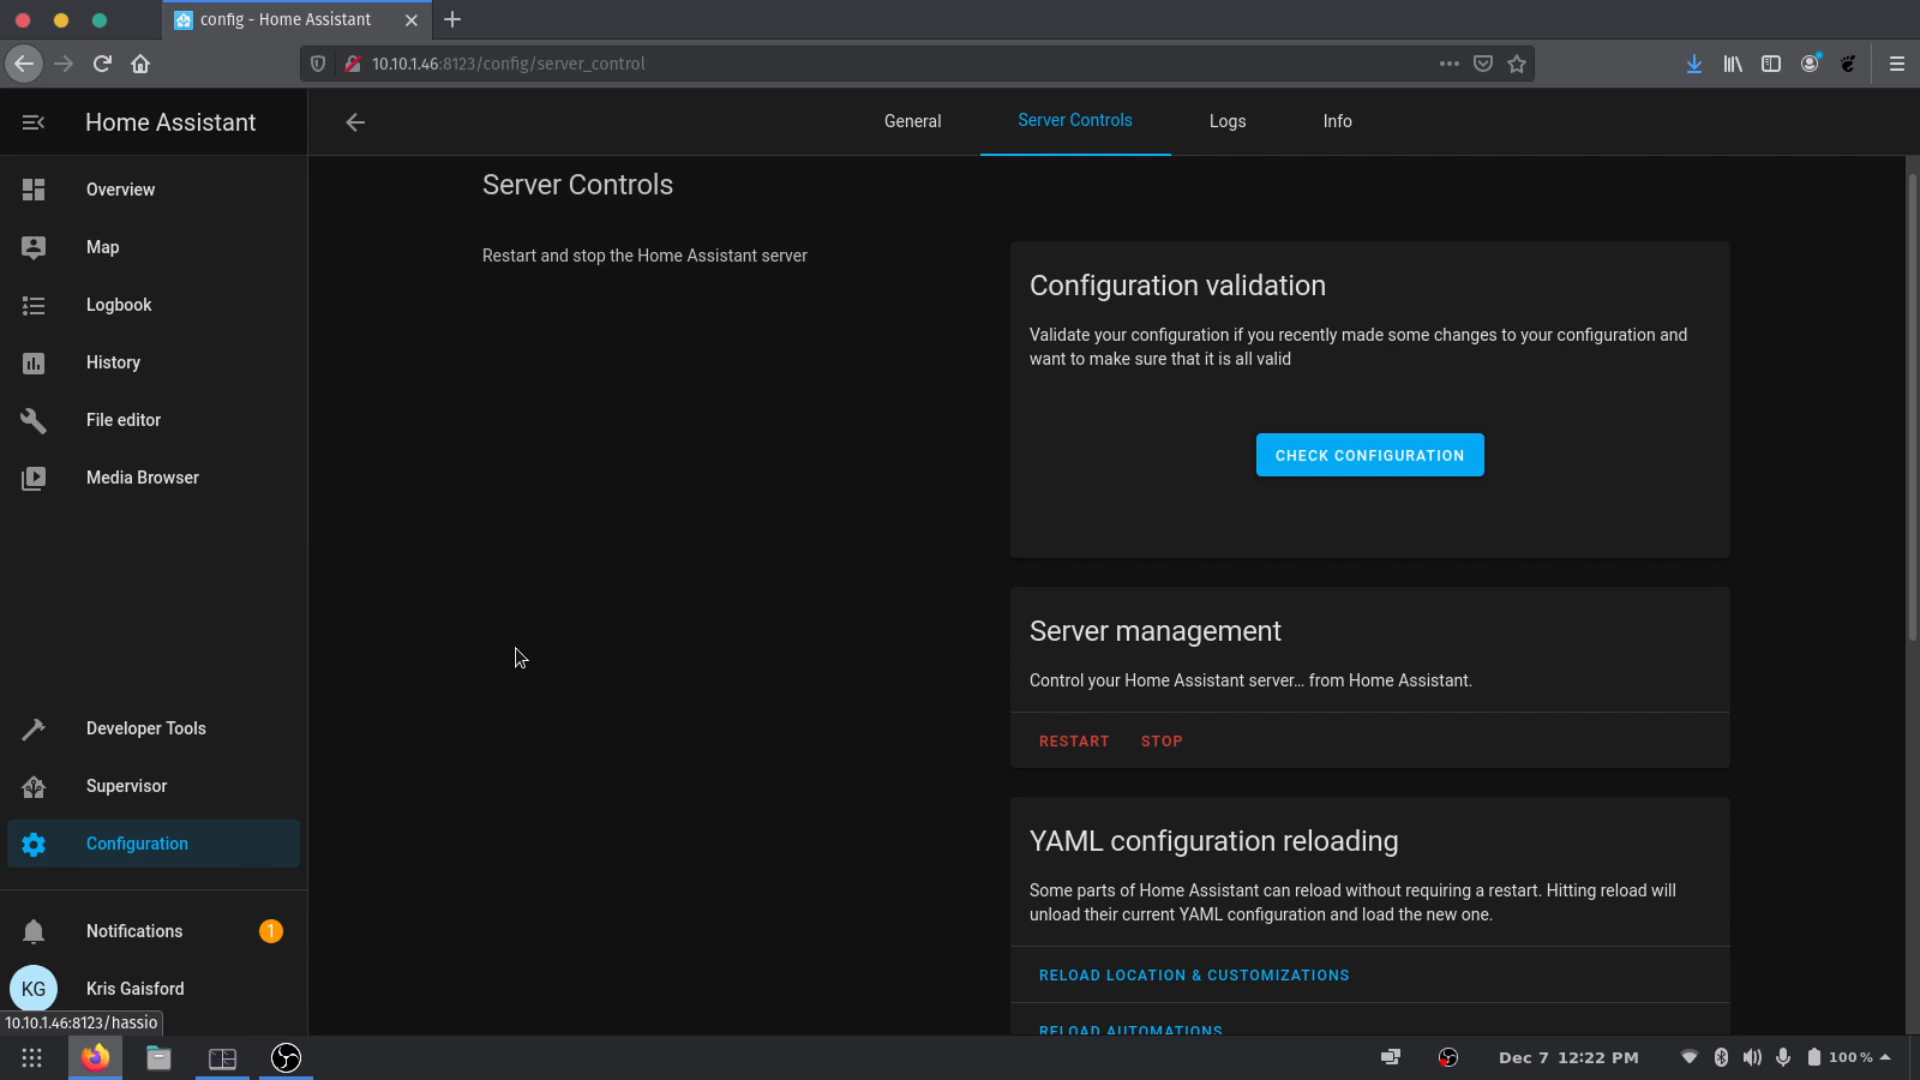 config - Home Assistant
10.10.1.46:8123/config/server_control
Home Assistant
General
Server Controls
Logs
Info
Overview
Map
Logbook
History
File editor
Media Browser
Developer Tools
Supervisor
Configuration
Notifications
1
KG
Kris Gaisford
10.10.1.46:8123/hassio
Server Controls
Restart and stop the Home Assistant server
Configuration validation
Validate your configuration if you recently made some changes to your configuration and
want to make sure that it is all valid
CHECK CONFIGURATION
Server management
Control your Home Assistant server... from Home Assistant.
RESTART
STOP
YAML configuration reloading
Some parts of Home Assistant can reload without requiring a restart. Hitting reload will
unload their current YAML configuration and load the new one.
RELOAD LOCATION & CUSTOMIZATIONS
RELOAD AUTOMATIONS
Dec 7 12:22 PM
100 %